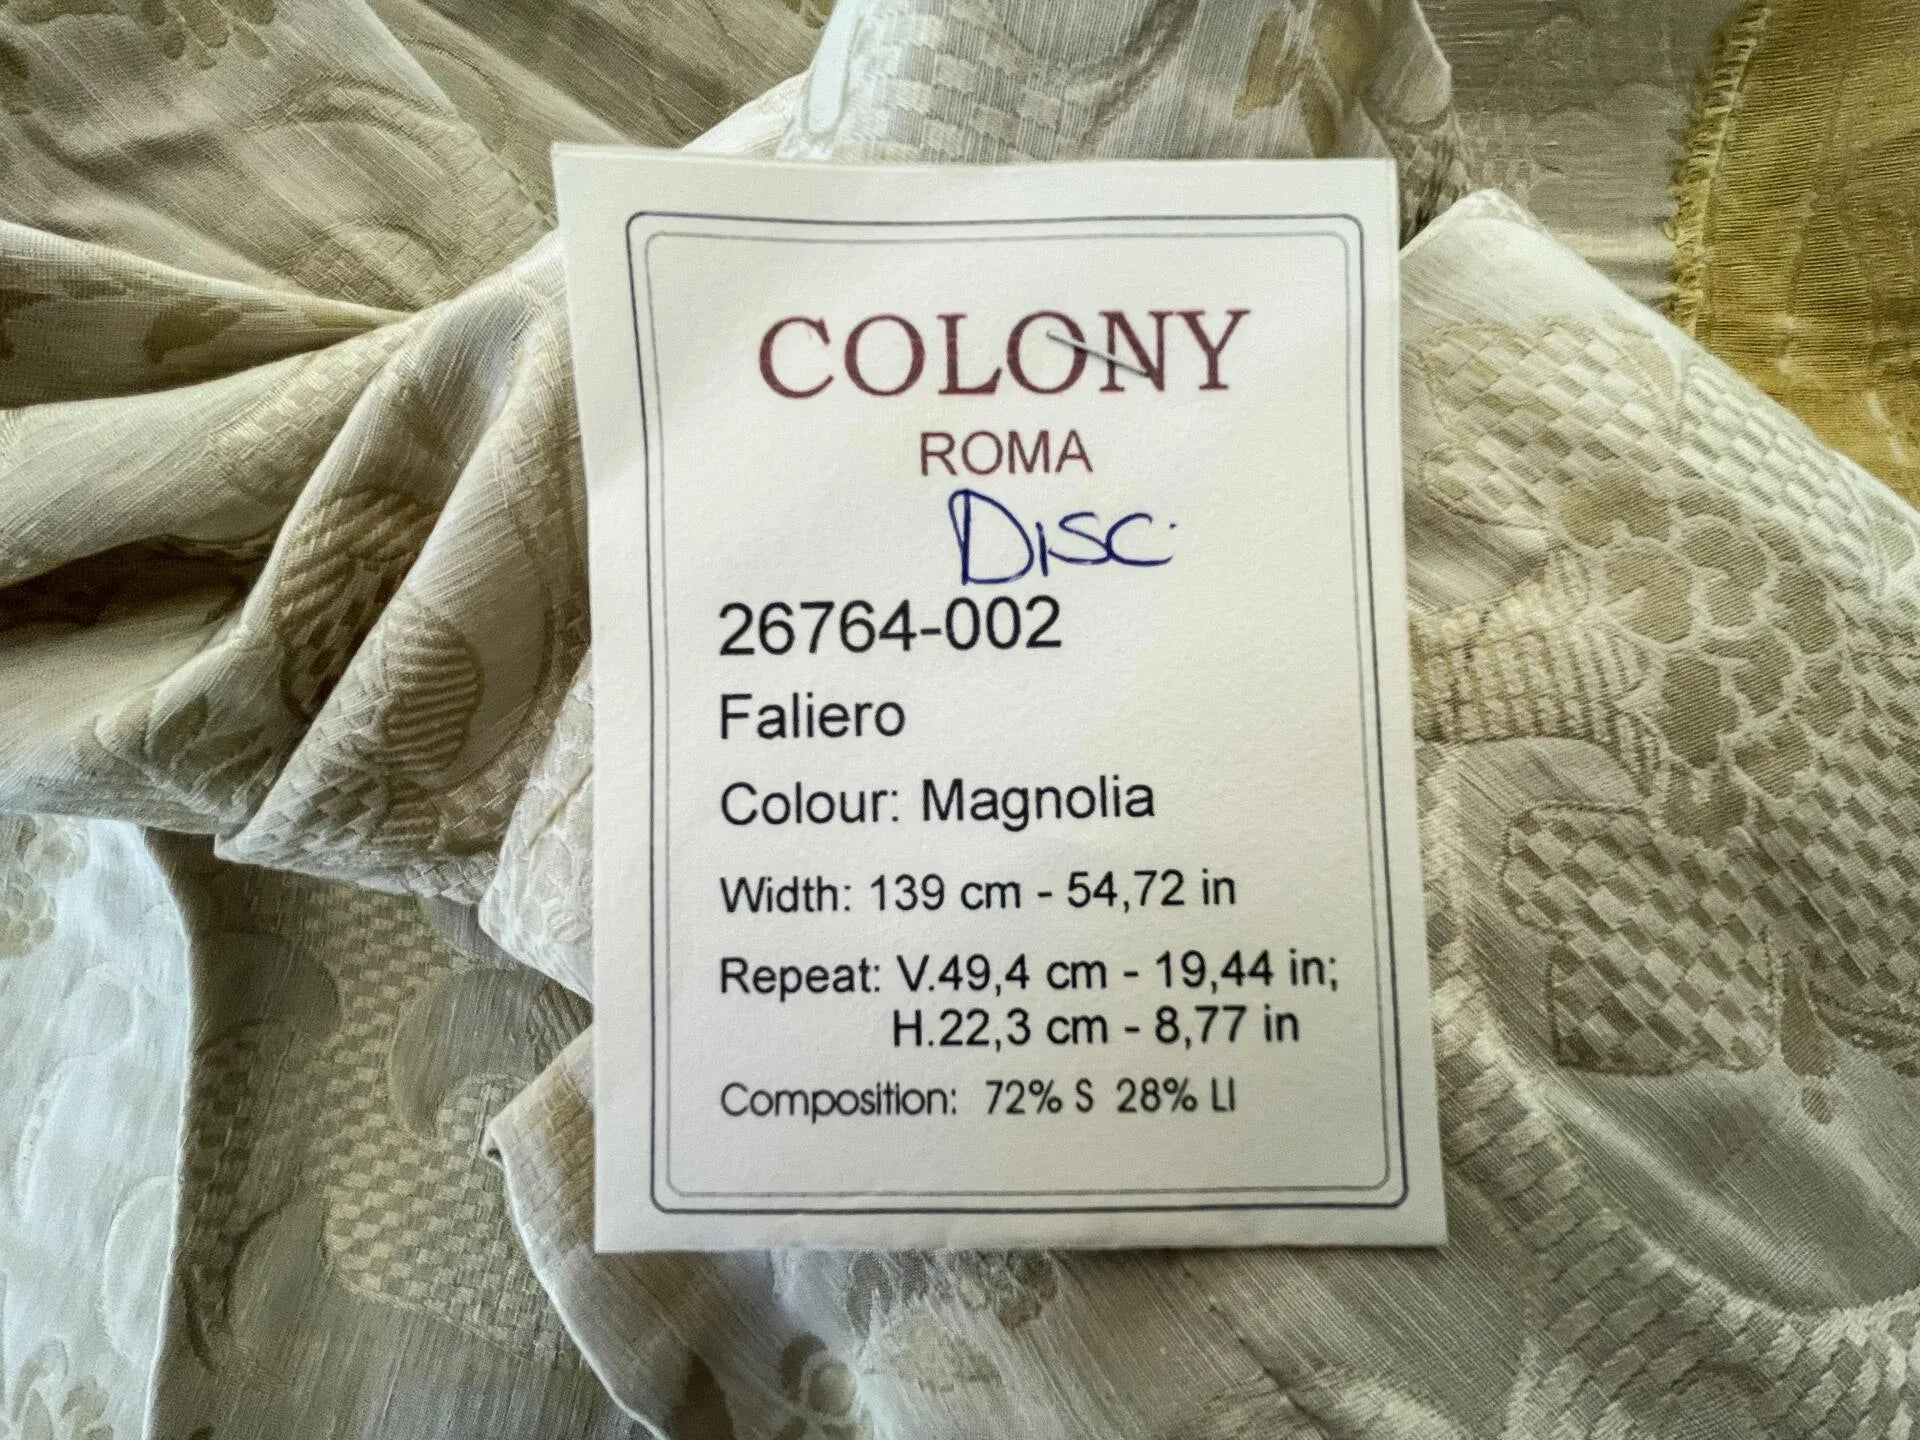 COLONY
ROMA
DISC.
26764-002
Faliero
Colour: Magnolia
Width: 139 cm - 54,72 in
Repeat: V.49,4 cm - 19,44 in;
H.22,3 cm - 8,77 in
Composition: 72% S 28% LI